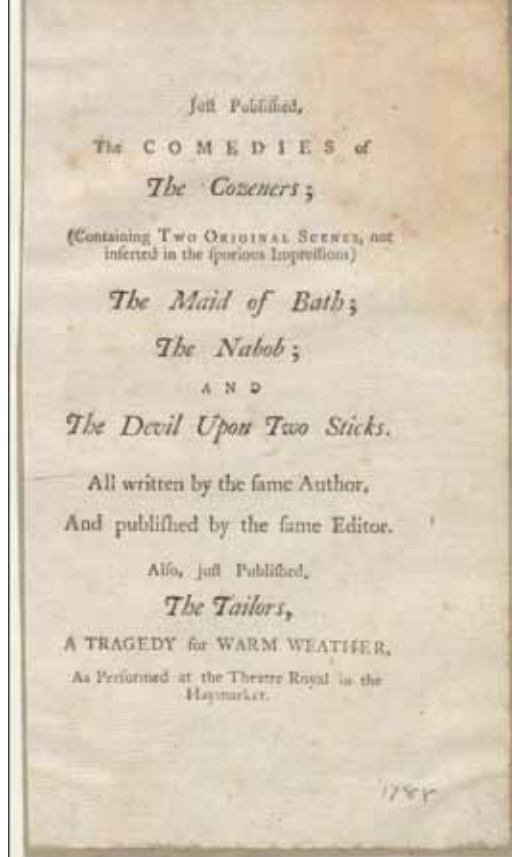 Juſt Publiſhed,
The COMEDIES of
The Cozeners;
(Containing TWO ORIGINAL SCENES, not
inſerted in the ſpurious Impreſſions)
The Maid of Bath;
The Nabob;
AND
The Devil Upon Two Sticks.
All written by the ſame Author,
And publiſhed by the ſame Editor.
Alſo, juſt Publiſhed,
The Tailors,
A TRAGEDY for WARM WEATHER,
As Performed at the Theatre Royal in the
Haymarket.